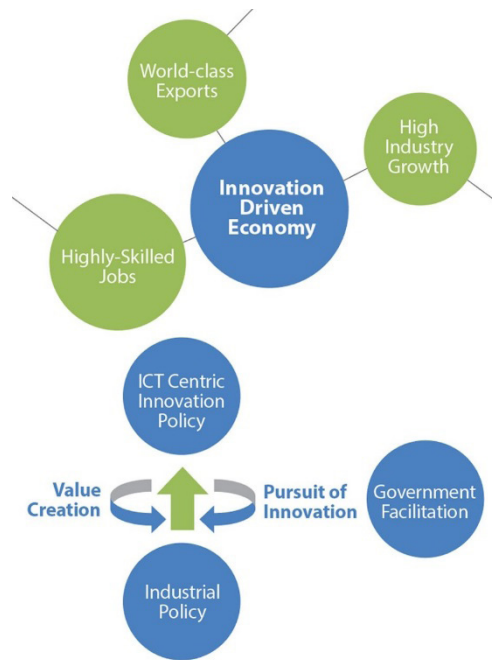 World-class
Exports
High
Industry
Growth
Innovation
Driven
Economy
Highly-Skilled
Jobs
ICT Centric
Innovation
Policy
Value
Creation
Pursuit of
Innovation
Government
Facilitation
Industrial
Policy